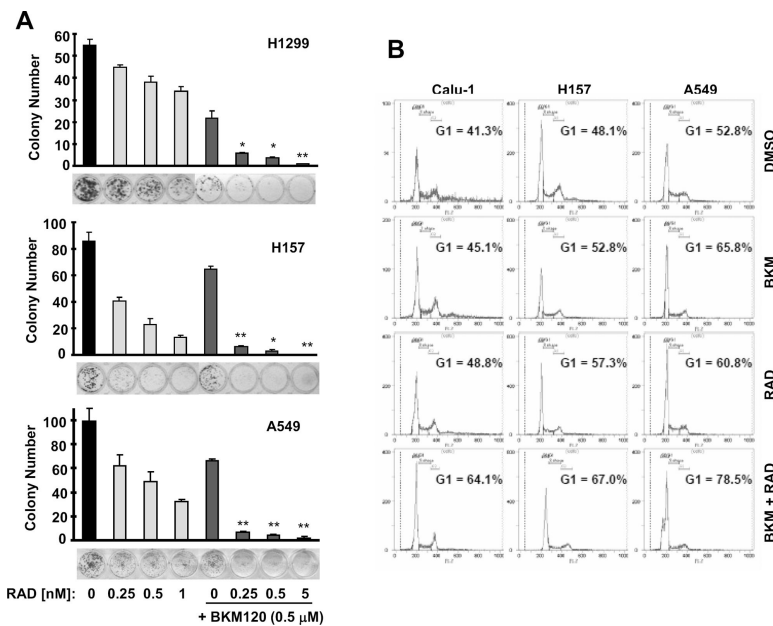 A
H1299
Colony Number
60
50
40
30
20
10
0
* * **
H157
Colony Number
100
80
60
40
20
0
** * **
A549
Colony Number
100
80
60
40
20
0
** ** **
RAD [nM]: 0 0.25 0.5 1 0 0.25 0.5 5
+ BKM120 (0.5 μM)
B
Calu-1 H157 A549
G1 = 41.3% G1 = 48.1% G1 = 52.8% DMSO
G1 = 45.1% G1 = 52.8% G1 = 65.8% BKM
G1 = 48.8% G1 = 57.3% G1 = 60.8% RAD
G1 = 64.1% G1 = 67.0% G1 = 78.5% BKM + RAD